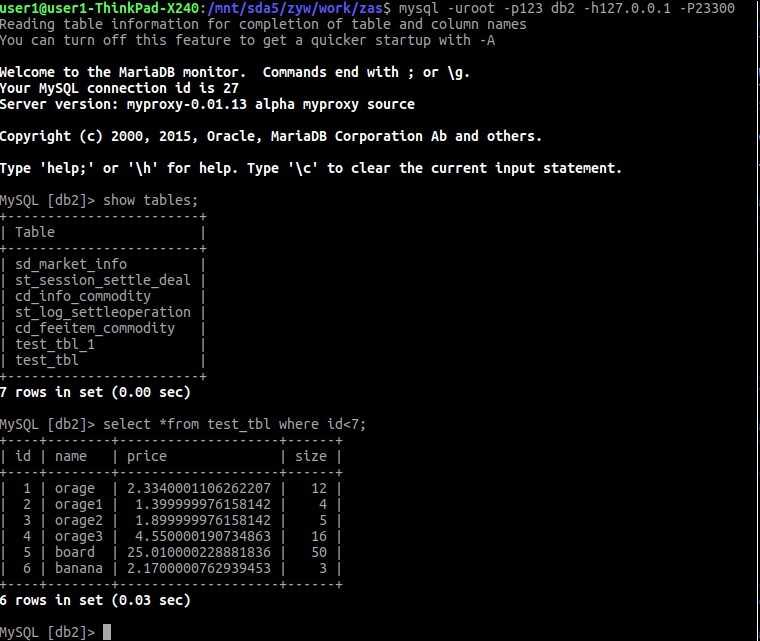 user1@user1-ThinkPad-X240:/mnt/sda5/zyw/work/zas$ mysql -uroot -p123 db2 -h127.0.0.1 -P23300
Reading table information for completion of table and column names
You can turn off this feature to get a quicker startup with -A
Welcome to the MariaDB monitor.  Commands end with ; or \g.
Your MySQL connection id is 27
Server version: myproxy-0.01.13 alpha myproxy source
Copyright (c) 2000, 2015, Oracle, MariaDB Corporation Ab and others.
Type 'help;' or '\h' for help. Type '\c' to clear the current input statement.
MySQL [db2]> show tables;
+-------------------------+
| Table                   |
+-------------------------+
| sd_market_info          |
| st_session_settle_deal  |
| cd_info_commodity       |
| st_log_settleoperation  |
| cd_feeitem_commodity    |
| test_tbl_1              |
| test_tbl                |
+-------------------------+
7 rows in set (0.00 sec)
MySQL [db2]> select *from test_tbl where id<7;
+----+--------+--------------------+------+
| id | name   | price              | size |
+----+--------+--------------------+------+
|  1 | orage  | 2.3340001106262207 |   12 |
|  2 | orage1 |  1.399999976158142 |    4 |
|  3 | orage2 |  1.899999976158142 |    5 |
|  4 | orage3 |  4.550000190734863 |   16 |
|  5 | board  | 25.010000228881836 |   50 |
|  6 | banana | 2.1700000762939453 |    3 |
+----+--------+--------------------+------+
6 rows in set (0.03 sec)
MySQL [db2]>